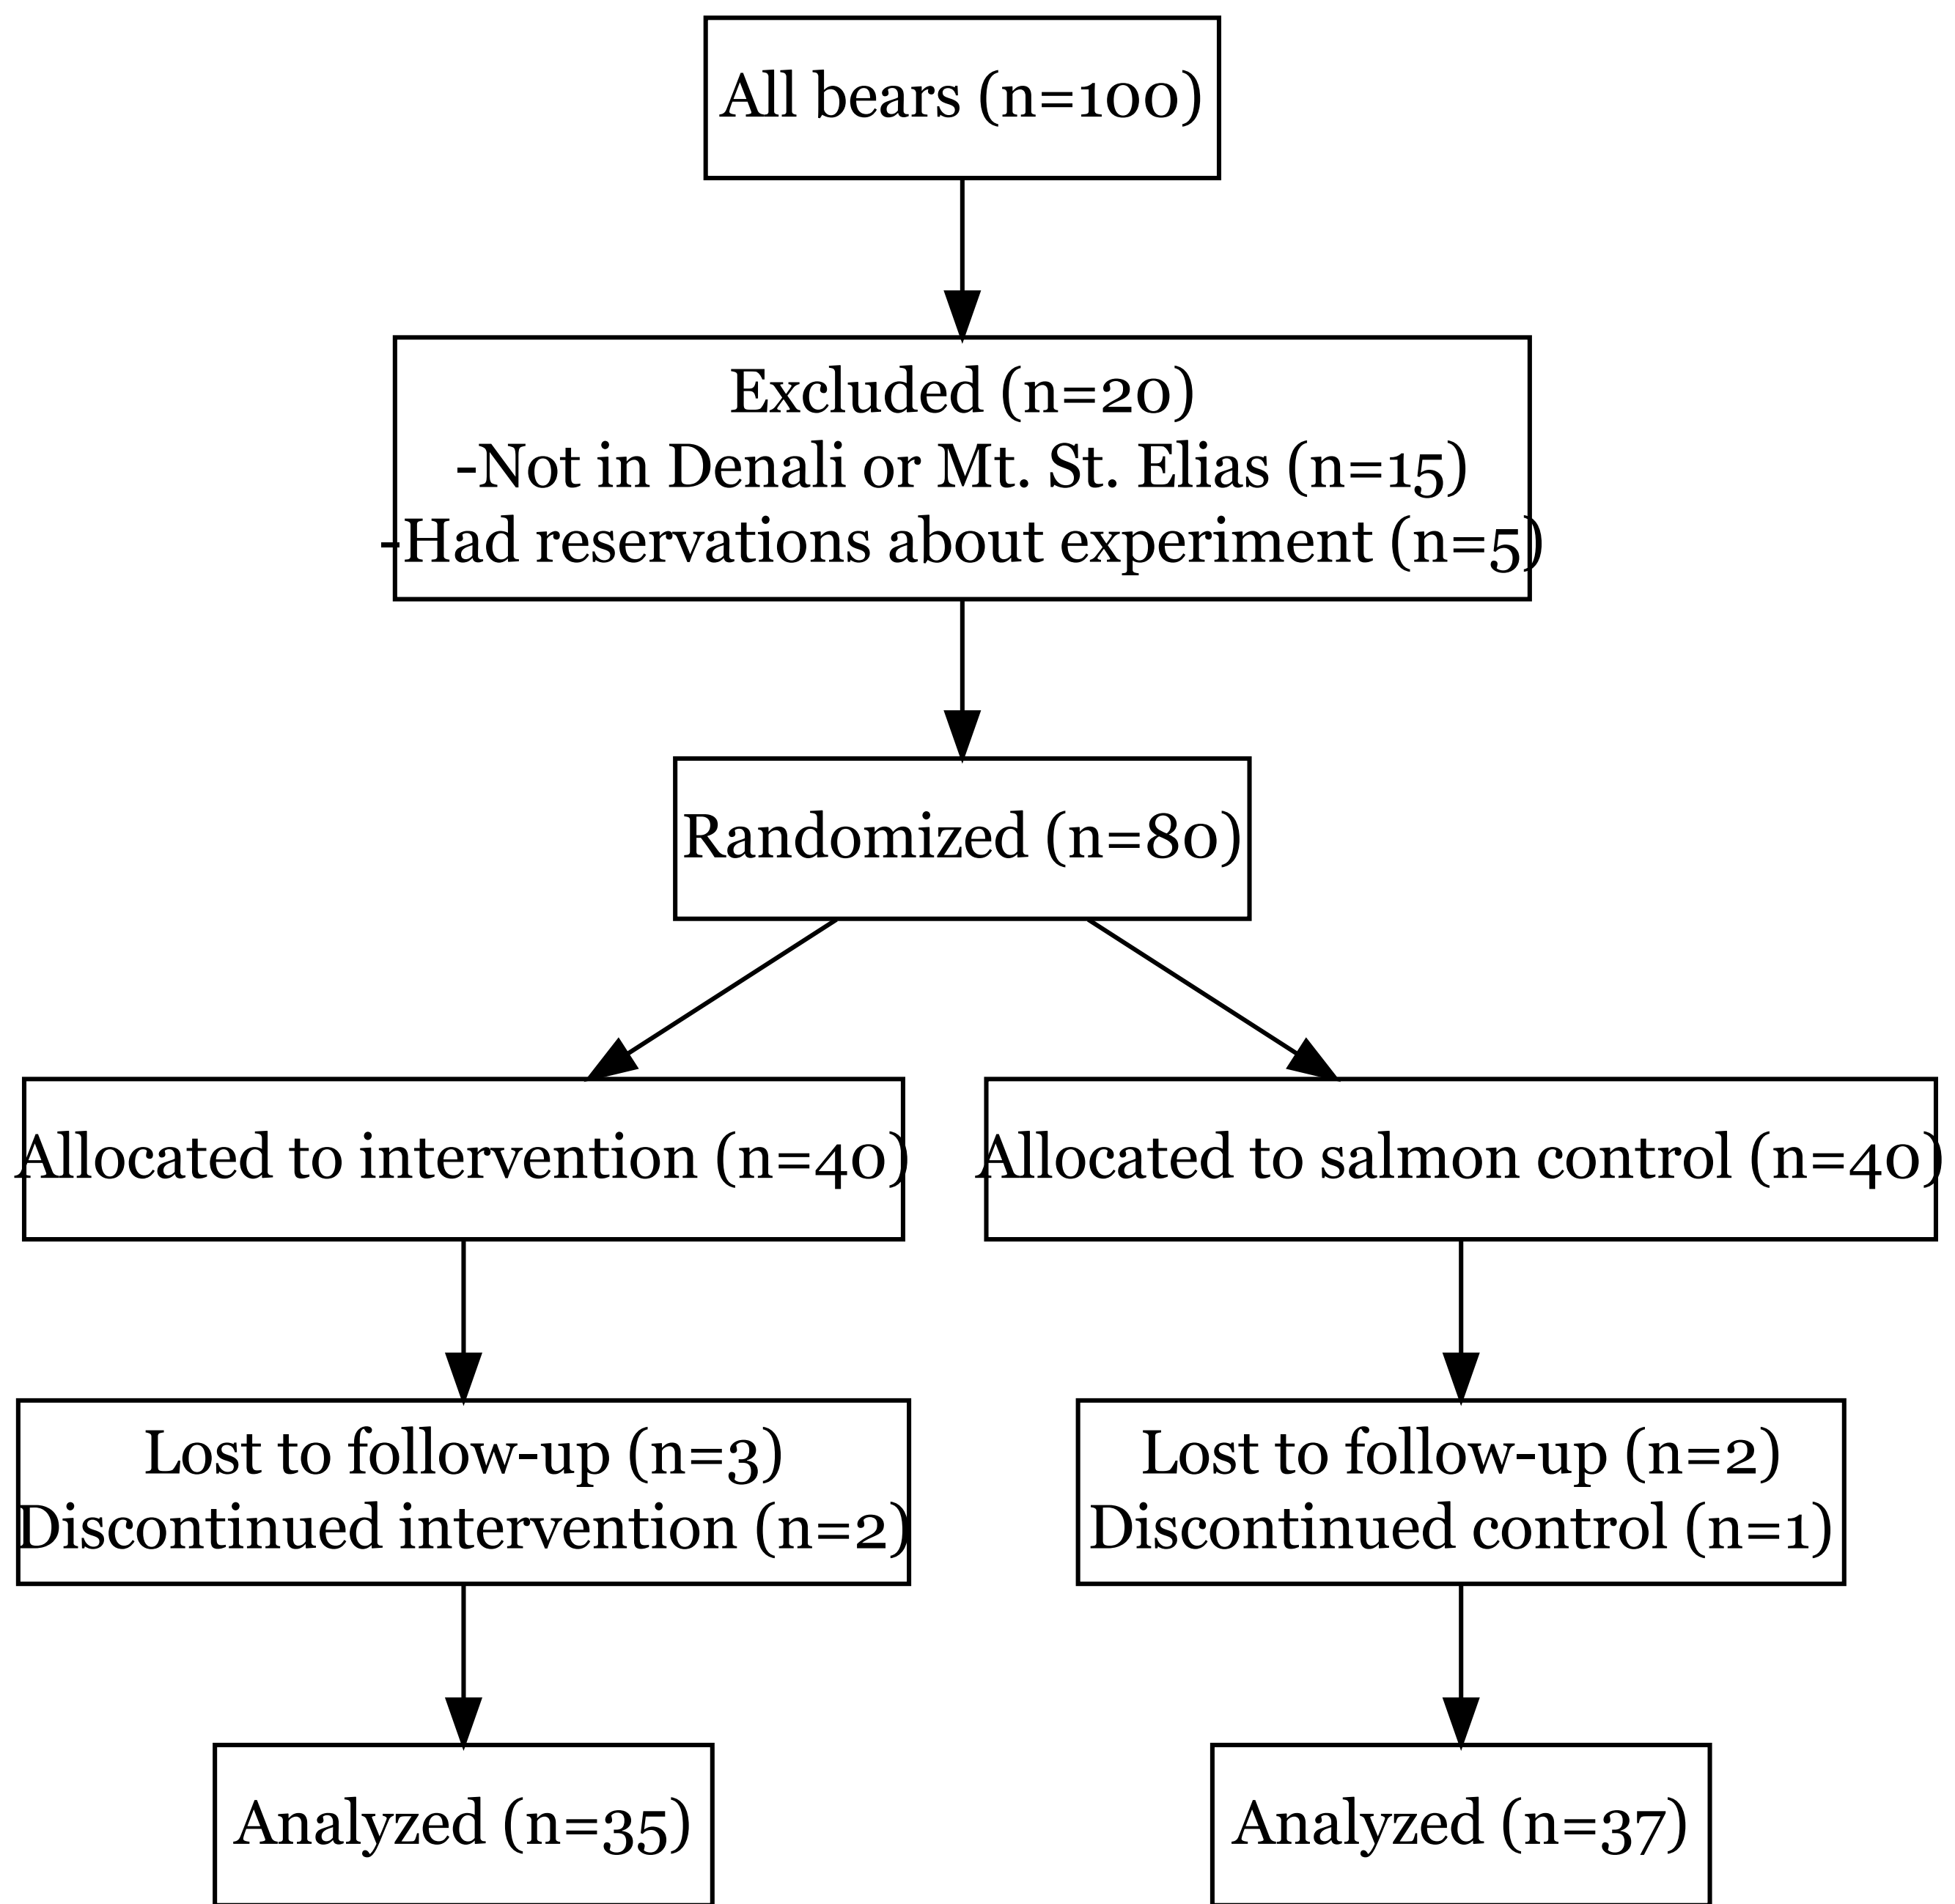 All bears (n=100)
Excluded (n=20)
-Not in Denali or Mt. St. Elias (n=15)
-Had reservations about experiment (n=5)
Randomized (n=80)
Allocated to intervention (n=40)
Allocated to salmon control (n=40)
Lost to follow-up (n=3)
Discontinued intervention (n=2)
Lost to follow-up (n=2)
Discontinued control (n=1)
Analyzed (n=35)
Analyzed (n=37)